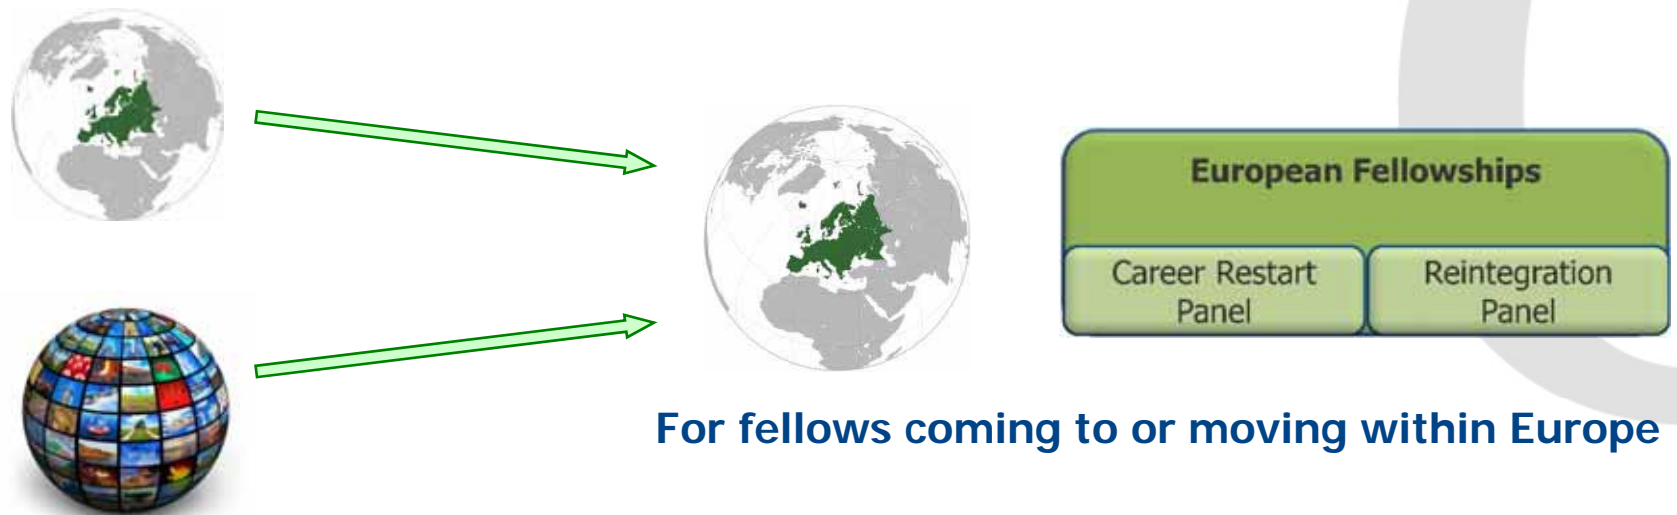 European Fellowships
Career Restart
Panel
Reintegration
Panel
For fellows coming to or moving within Europe